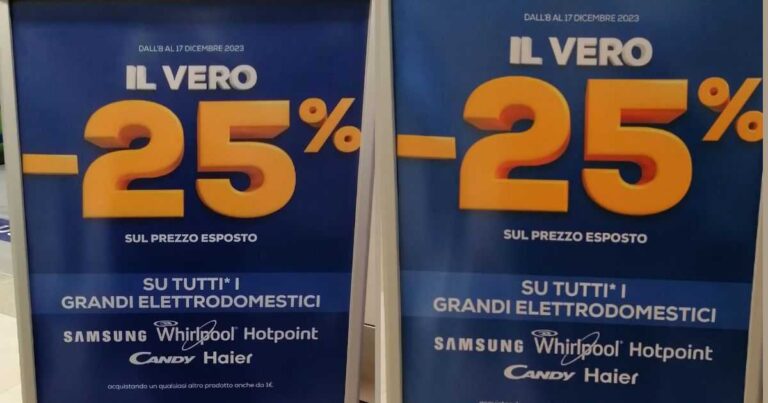 DALL'8 AL 17 DICEMBRE 2023
IL VERO
-25%
SUL PREZZO ESPOSTO
SU TUTTI* I
GRANDI ELETTRODOMESTICI
SAMSUNG Whirlpool Hotpoint
CANDY Haier
acquistando un qualsiasi altro prodotto anche da 1€.
DALL'8 AL 17 DICEMBRE 2023
IL VERO
-25%
SUL PREZZO ESPOSTO
SU TUTTI* I
GRANDI ELETTRODOMESTICI
SAMSUNG Whirlpool Hotpoint
CANDY Haier